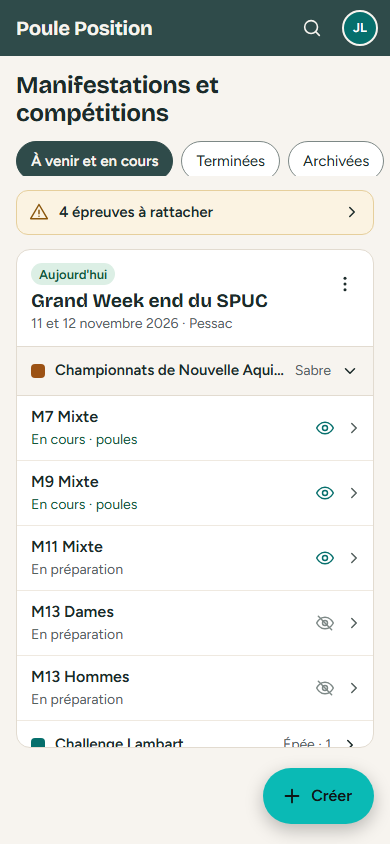 Poule Position
JL
Manifestations et
compétitions
À venir et en cours
Terminées
Archivées
4 épreuves à rattacher
Aujourd'hui
Grand Week end du SPUC
11 et 12 novembre 2026 · Pessac
Championnats de Nouvelle Aqui... Sabre
M7 Mixte
En cours · poules
M9 Mixte
En cours · poules
M11 Mixte
En préparation
M13 Dames
En préparation
M13 Hommes
En préparation
Challenge Lambart Épée · 1
Créer